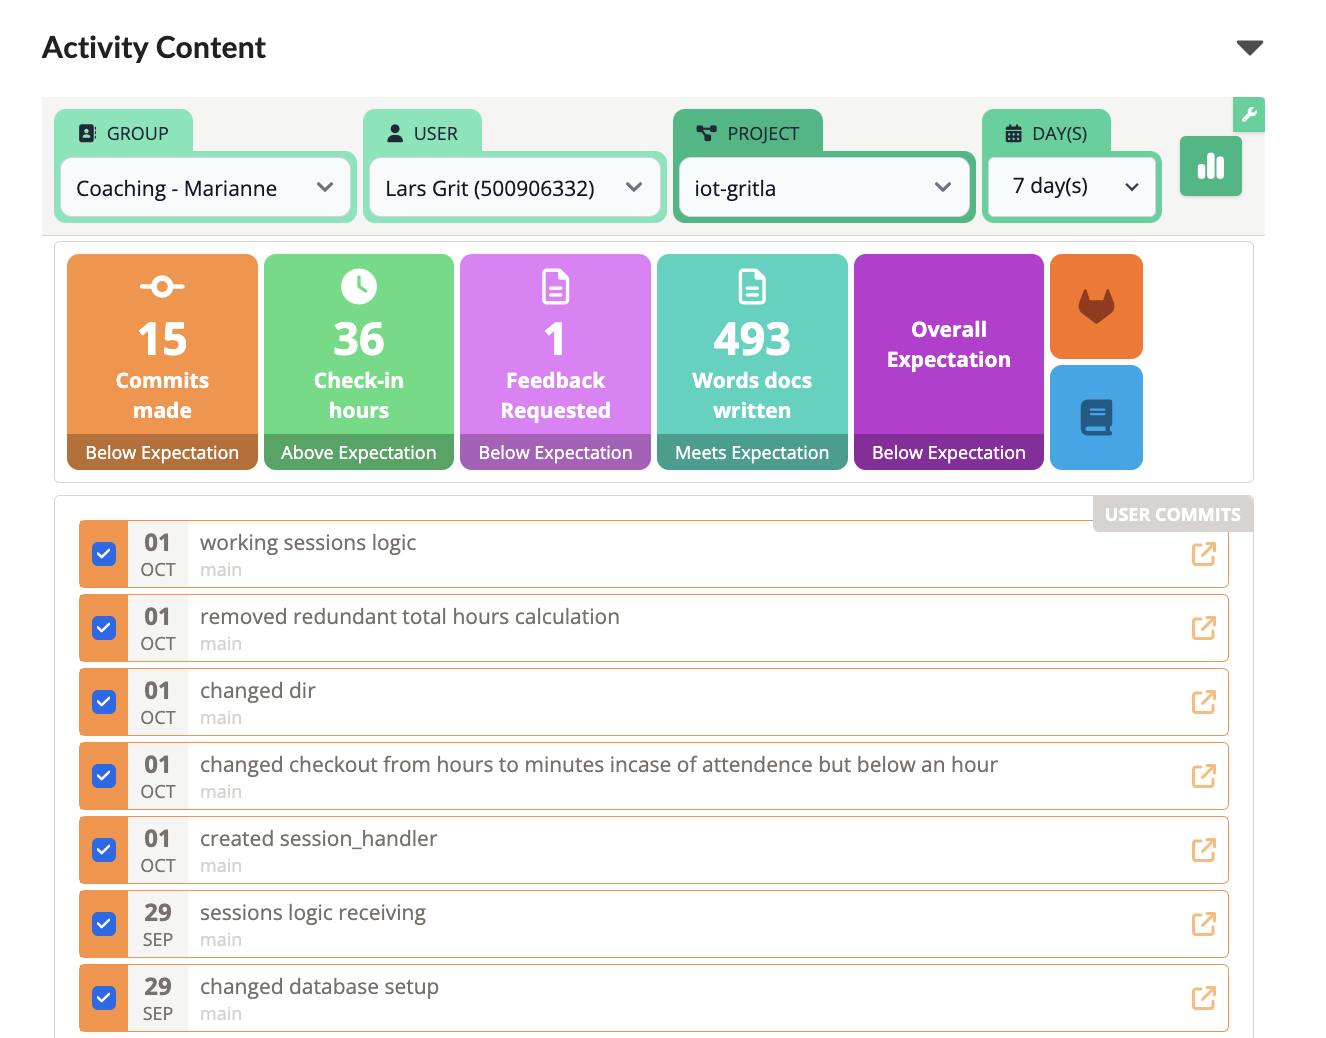 Activity Content
GROUP
USER
PROJECT
DAY(S)
Coaching - Marianne
Lars Grit (500906332)
iot-gritla
7 day(s)
15
Commits
made
Below Expectation
36
Check-in
hours
Above Expectation
1
Feedback
Requested
Below Expectation
493
Words docs
written
Meets Expectation
Overall
Expectation
Below Expectation
USER COMMITS
01
OCT
working sessions logic
main
01
OCT
removed redundant total hours calculation
main
01
OCT
changed dir
main
01
OCT
changed checkout from hours to minutes incase of attendence but below an hour
main
01
OCT
created session_handler
main
29
SEP
sessions logic receiving
main
29
SEP
changed database setup
main